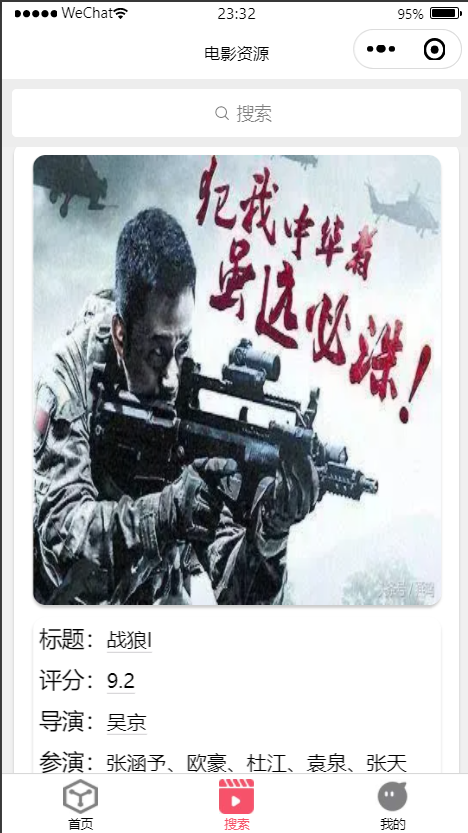 WeChat 23:32 95%
电影资源
搜索
犯我中华者
虽远必诛！
标题：战狼I
评分：9.2
导演：吴京
参演：张涵予、欧豪、杜江、袁泉、张天
首页 搜索 我的